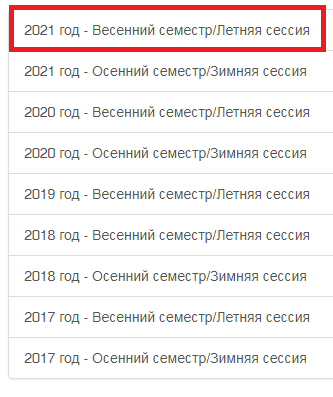 2021 год - Весенний семестр/Летняя сессия
2021 год - Осенний семестр/Зимняя сессия
2020 год - Весенний семестр/Летняя сессия
2020 год - Осенний семестр/Зимняя сессия
2019 год - Весенний семестр/Летняя сессия
2018 год - Весенний семестр/Летняя сессия
2018 год - Осенний семестр/Зимняя сессия
2017 год - Весенний семестр/Летняя сессия
2017 год - Осенний семестр/Зимняя сессия